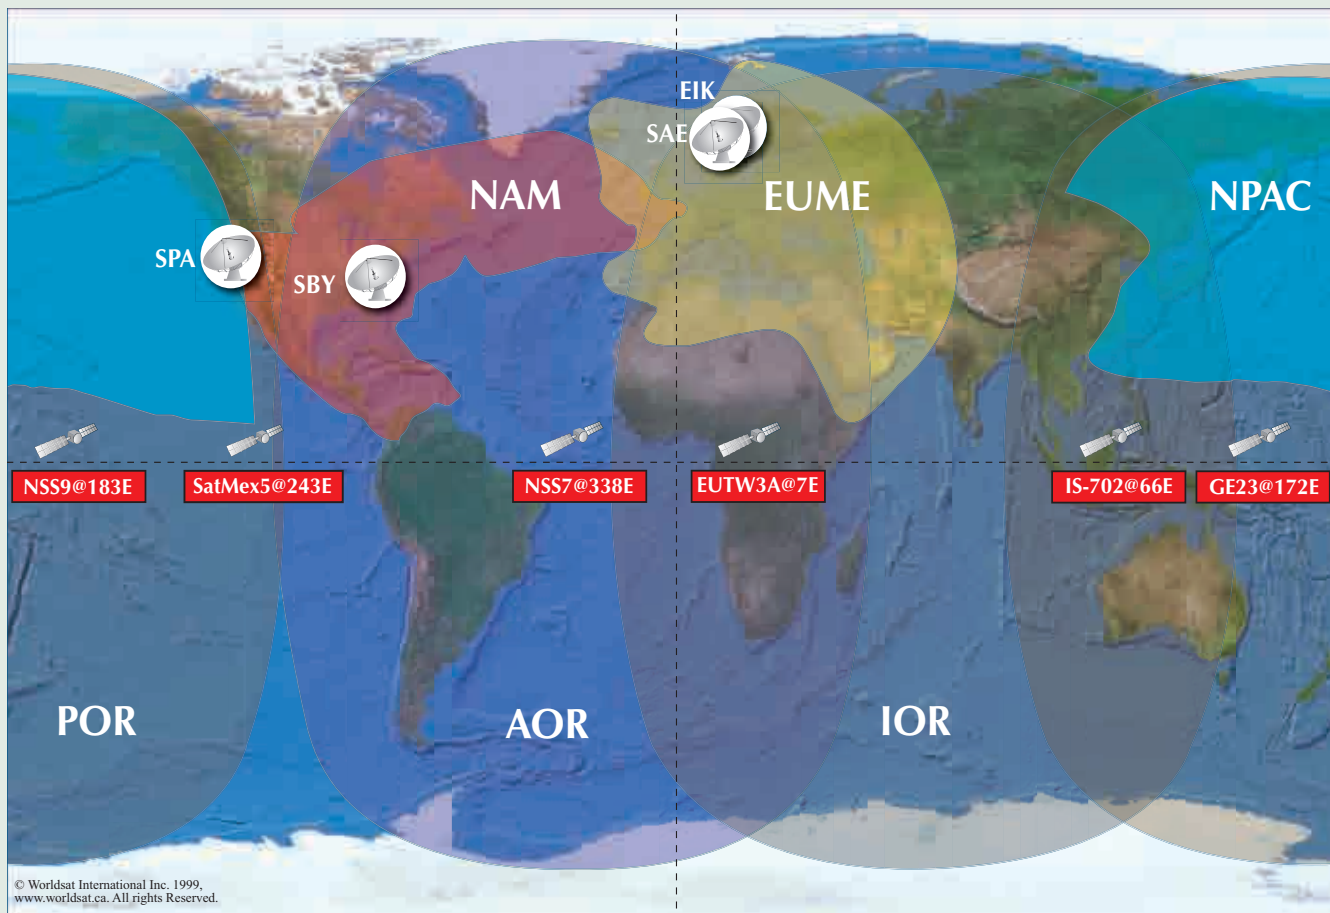 EIK
SAE
NAM
EUME
NPAC
SPA
SBY
NSS9@183E
SatMex5@243E
NSS7@338E
EUTW3A@7E
IS-702@66E
GE23@172E
POR
AOR
IOR
© Worldsat International Inc. 1999,
www.worldsat.ca. All rights Reserved.